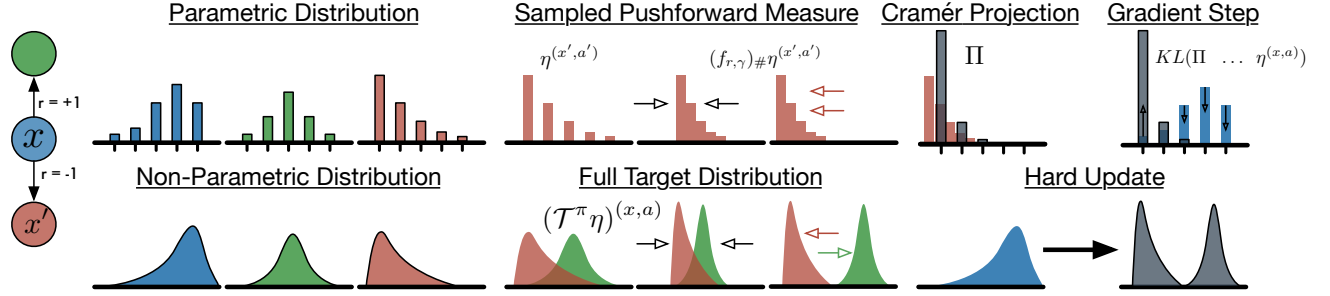 Parametric Distribution
Sampled Pushforward Measure
Cramér Projection
Gradient Step
η^(x′,a′)
(f_{r,γ})_# η^(x′,a′)
Π
KL(Π ... η^(x,a))
r = +1
x
r = -1
x′
Non-Parametric Distribution
Full Target Distribution
Hard Update
(𝒯^π η)^(x,a)